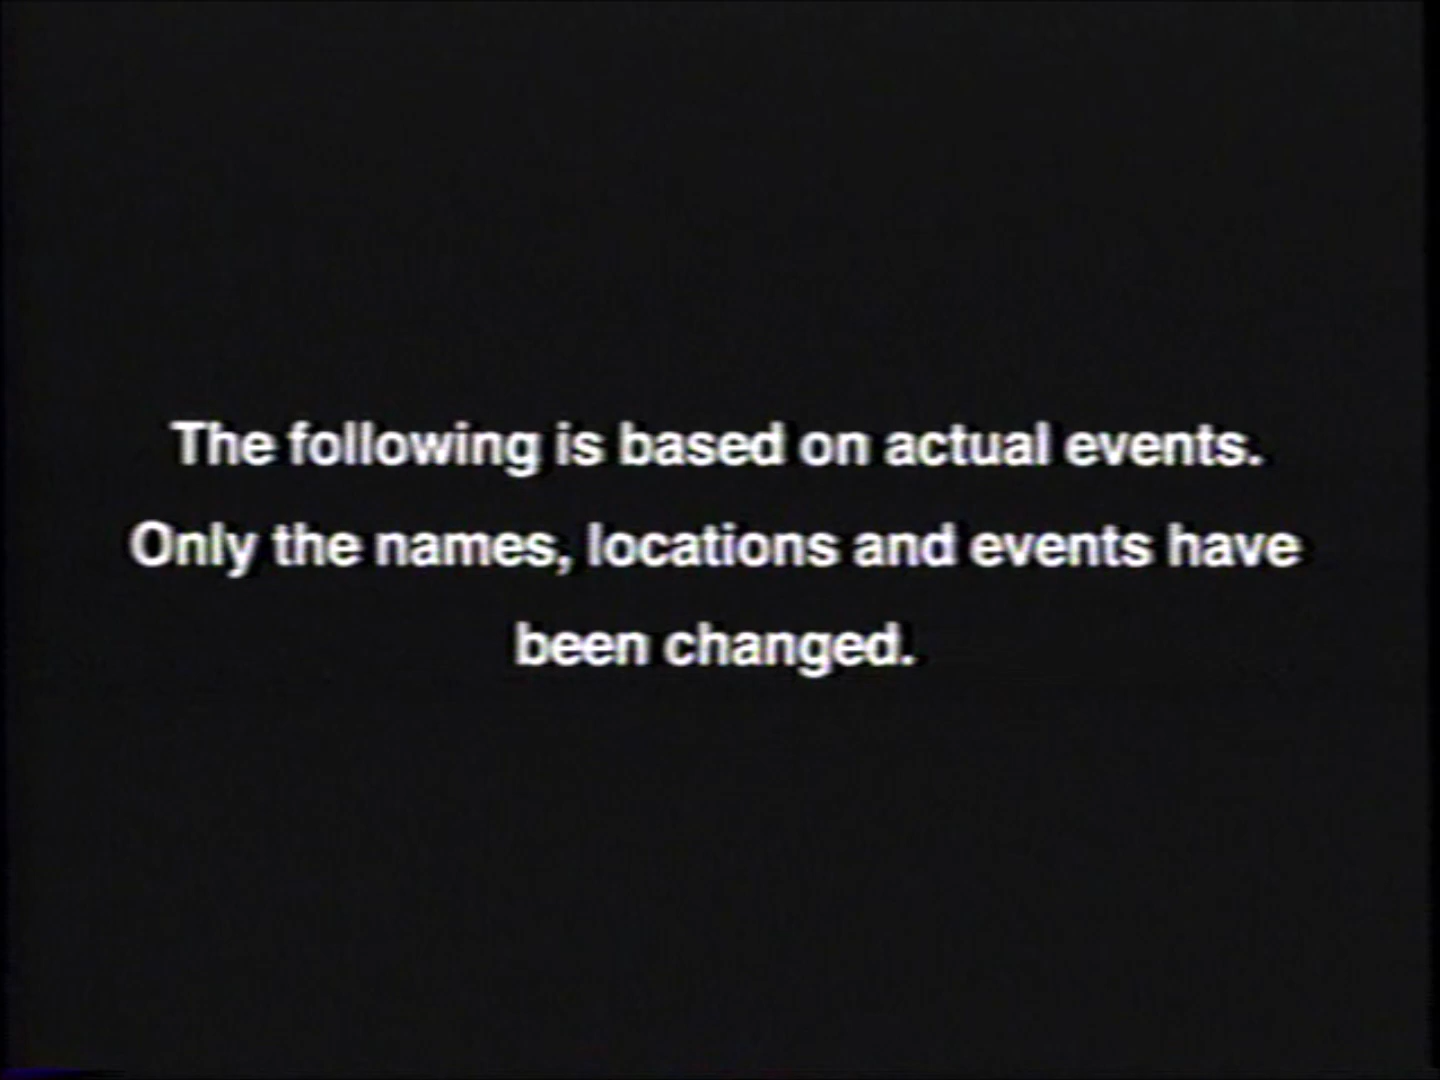 The following is based on actual events.
Only the names, locations and events have
been changed.